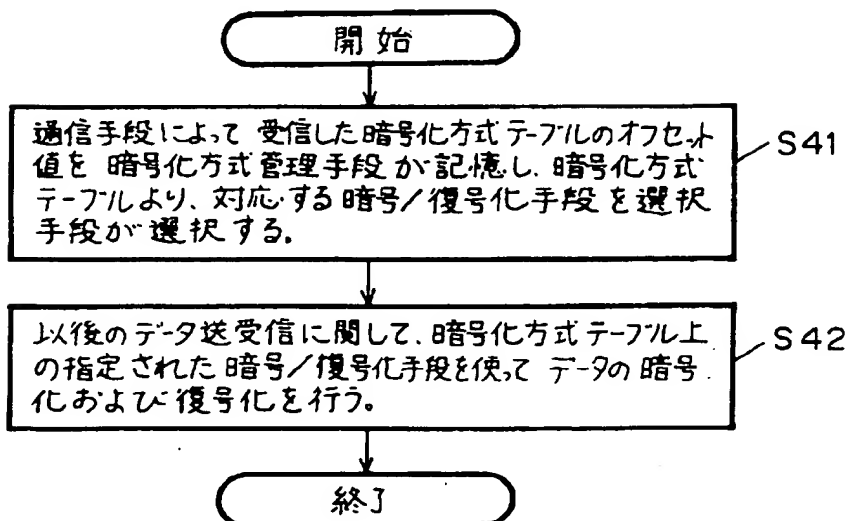 開始
通信手段によって受信した暗号化方式テーブルのオフセット
値を暗号化方式管理手段が記憶し、暗号化方式
テーブルより、対応する暗号/復号化手段を選択
手段が選択する。
S41
以後のデータ送受信に関して、暗号化方式テーブル上
の指定された暗号/復号化手段を使って データの暗号
化および復号化を行う。
S42
終了